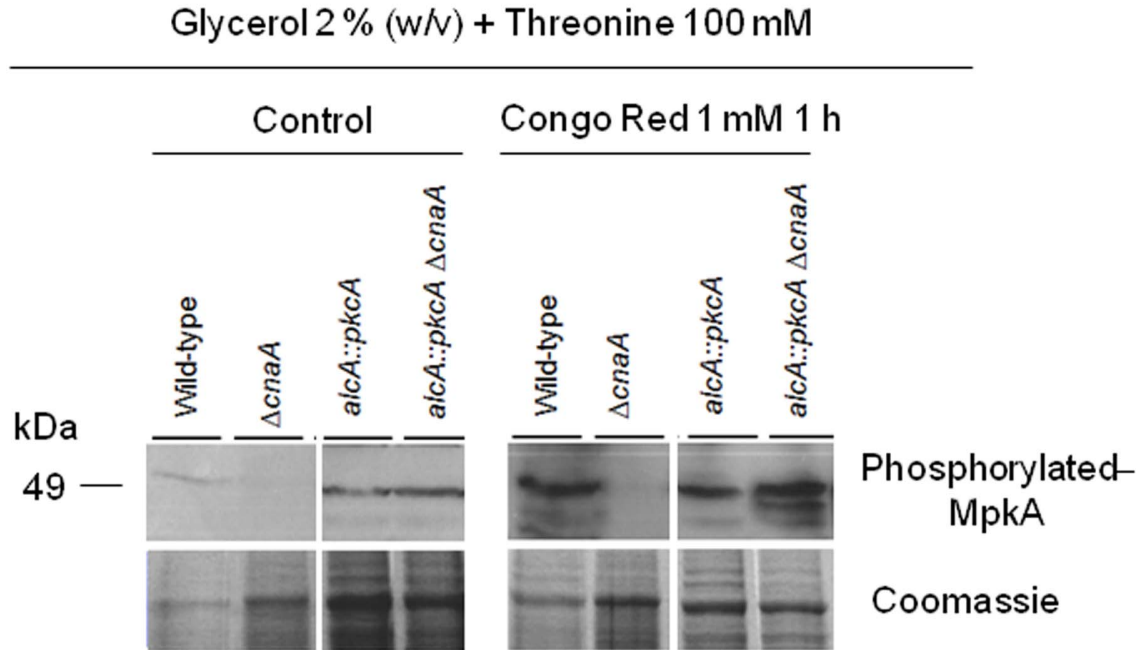 Glycerol 2 % (w/v) + Threonine 100 mM
Control
Congo Red 1 mM 1 h
Wild-type
ΔcnaA
alcA::pkcA
alcA::pkcA ΔcnaA
Wild-type
ΔcnaA
alcA::pkcA
alcA::pkcA ΔcnaA
kDa
49 —
Phosphorylated–
MpkA
Coomassie